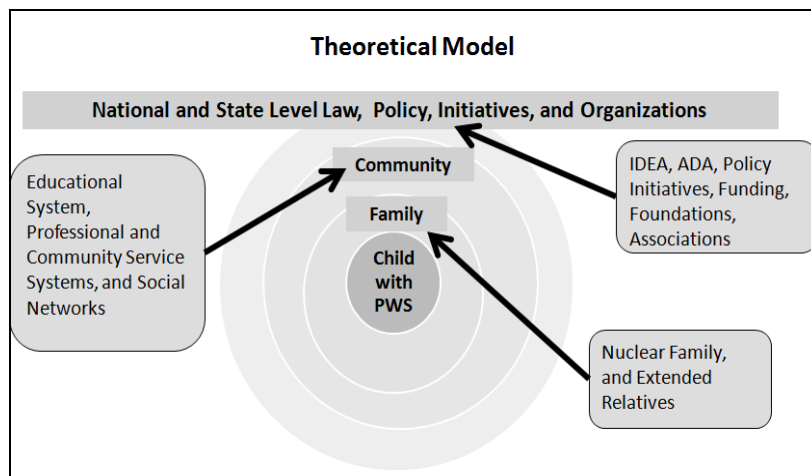 Theoretical Model
National and State Level Law, Policy, Initiatives, and Organizations
Community
Family
Child
with
PWS
Educational
System,
Professional and
Community Service
Systems, and Social
Networks
IDEA, ADA, Policy
Initiatives, Funding,
Foundations,
Associations
Nuclear Family,
and Extended
Relatives